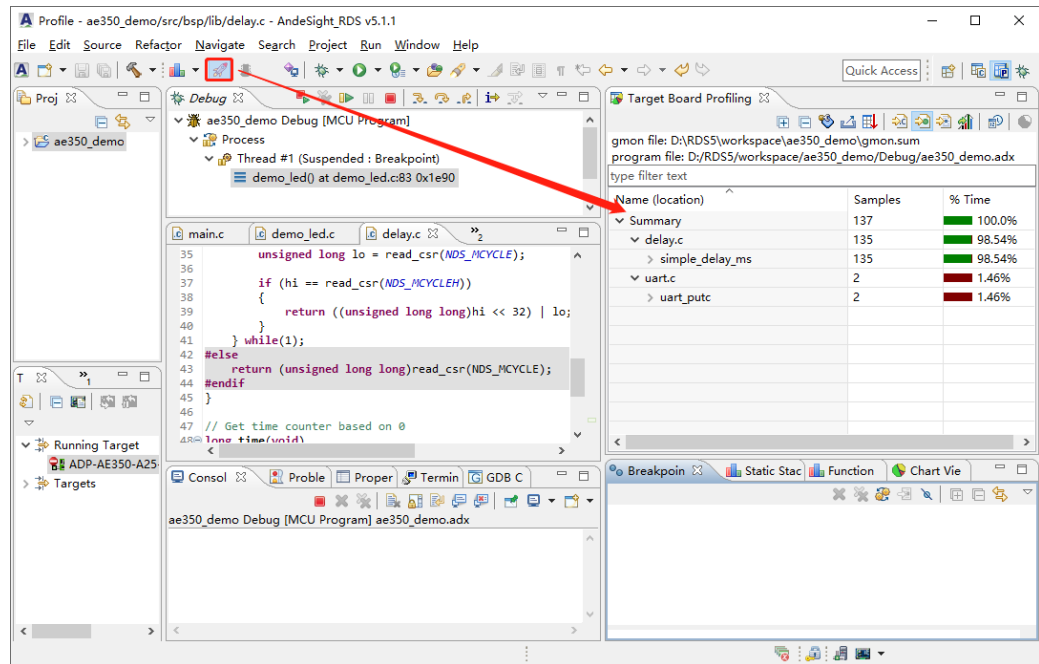 Profile - ae350_demo/src/bsp/lib/delay.c - AndeSight_RDS v5.1.1
File Edit Source Refactor Navigate Search Project Run Window Help
Quick Access
Proj
ae350_demo
Debug
ae350_demo Debug [MCU Program]
Process
Thread #1 (Suspended : Breakpoint)
demo_led() at demo_led.c:83 0x1e90
main.c demo_led.c delay.c »2
35 unsigned long lo = read_csr(NDS_MCYCLE);
36
37 if (hi == read_csr(NDS_MCYCLEH))
38 {
39 return ((unsigned long long)hi << 32) | lo;
40 }
41 } while(1);
42 #else
43 return (unsigned long long)read_csr(NDS_MCYCLE);
44 #endif
45 }
46
47 // Get time counter based on 0
48 long time(void)
T »1
Running Target
ADP-AE350-A25
Targets
Consol Proble Proper Termin GDB C
ae350_demo Debug [MCU Program] ae350_demo.adx
Target Board Profiling
gmon file: D:\RDS5\workspace\ae350_demo\gmon.sum
program file: D:/RDS5/workspace/ae350_demo/Debug/ae350_demo.adx
type filter text
Name (location) Samples % Time
Summary 137 100.0%
delay.c 135 98.54%
simple_delay_ms 135 98.54%
uart.c 2 1.46%
uart_putc 2 1.46%
Breakpoin Static Stac Function Chart Vie